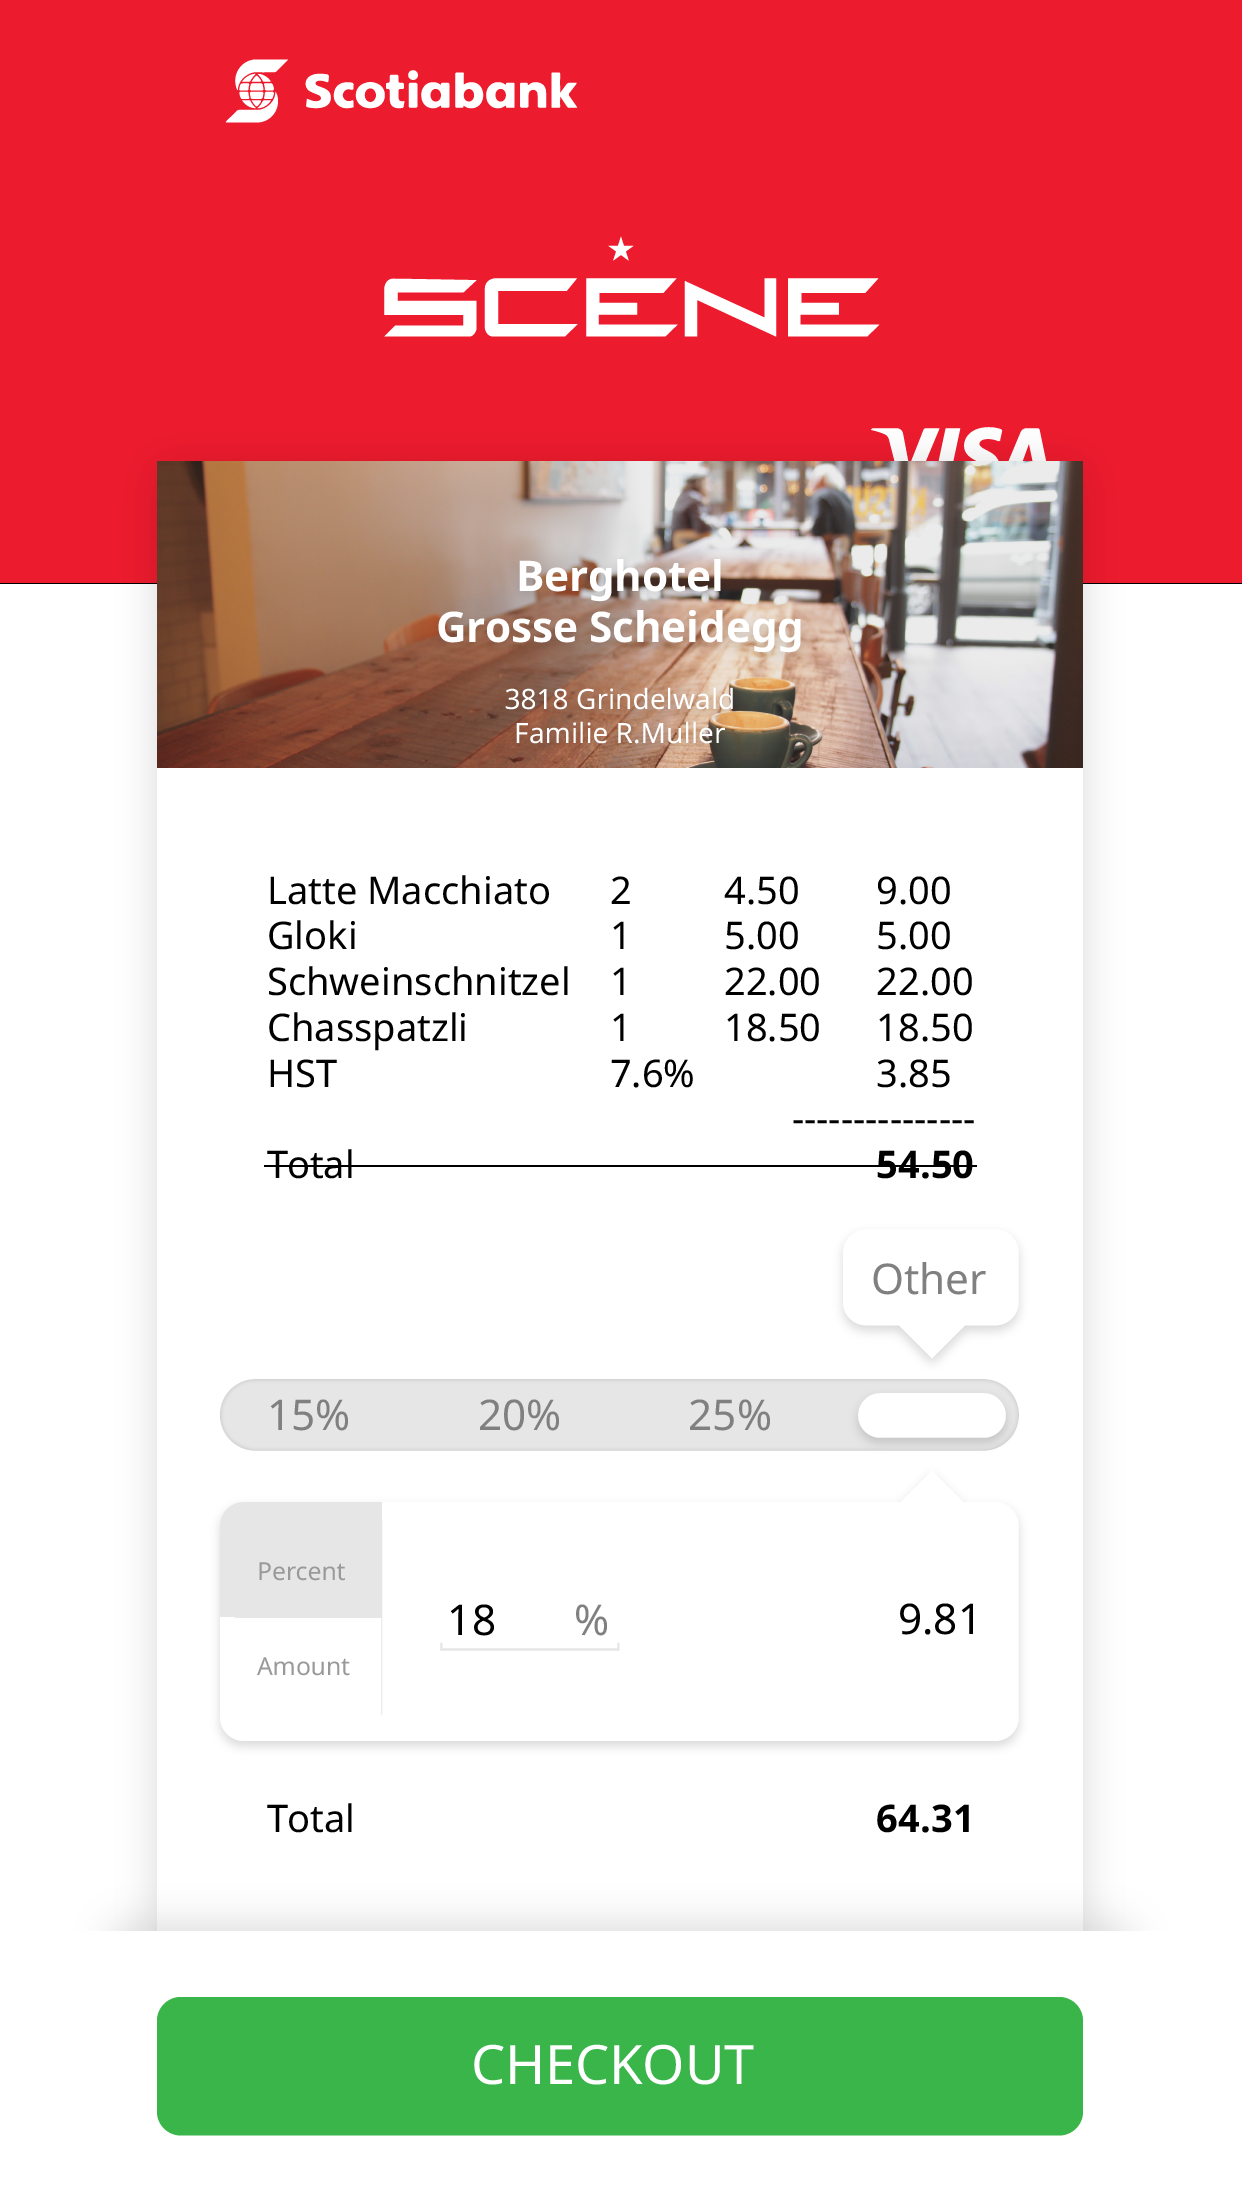 Scotiabank
SCENE
VISA
Berghotel
Grosse Scheidegg
3818 Grindelwald
Familie R.Muller
Latte Macchiato 2 4.50 9.00
Gloki 1 5.00 5.00
Schweinschnitzel 1 22.00 22.00
Chasspatzli 1 18.50 18.50
HST 7.6% 3.85
---------------
Total 54.50
Other
15% 20% 25%
Percent
18 % 9.81
Amount
Total 64.31
CHECKOUT